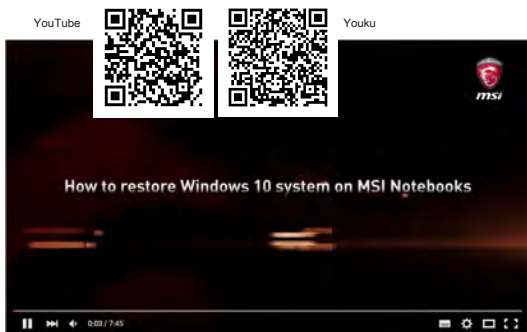 YouTube
Youku
msi
How to restore Windows 10 system on MSI Notebooks
0:03 / 7:45